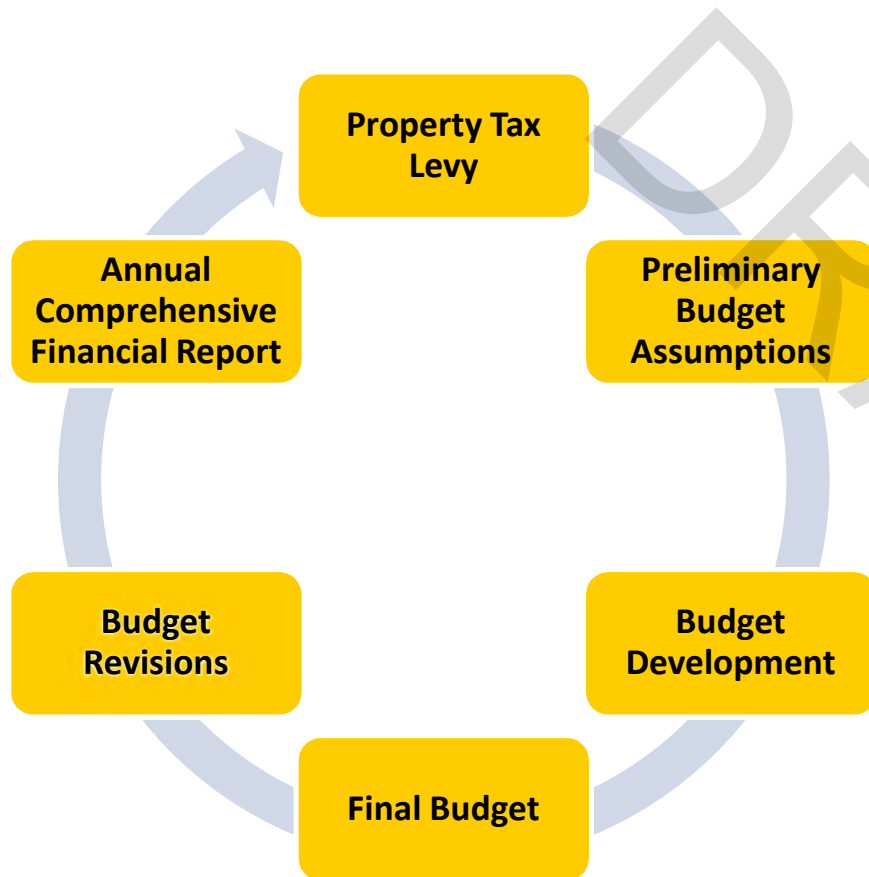 Property Tax
Levy
Preliminary
Budget
Assumptions
Budget
Development
Final Budget
Budget
Revisions
Annual
Comprehensive
Financial Report